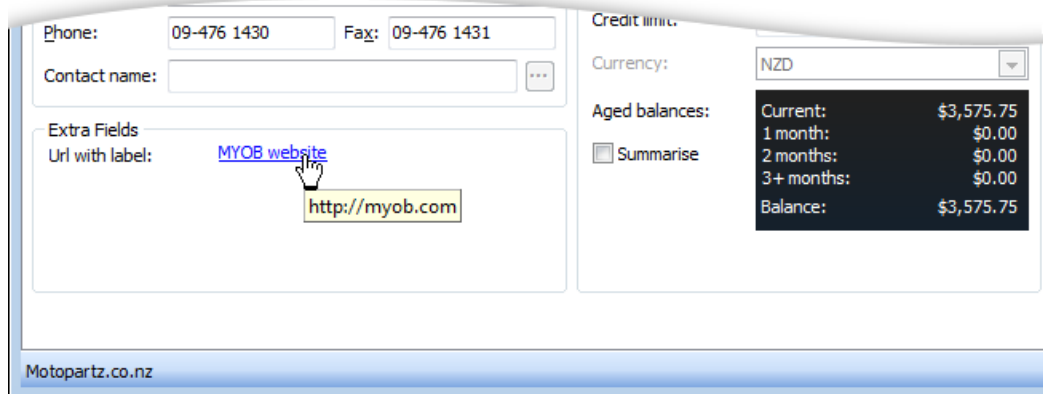 Phone: 09-476 1430 Fax: 09-476 1431
Contact name: ...
Extra Fields
Url with label: MYOB website
http://myob.com
Credit limit:
Currency: NZD
Aged balances:
Summarise
Current: $3,575.75
1 month: $0.00
2 months: $0.00
3+ months: $0.00
Balance: $3,575.75
Motopartz.co.nz